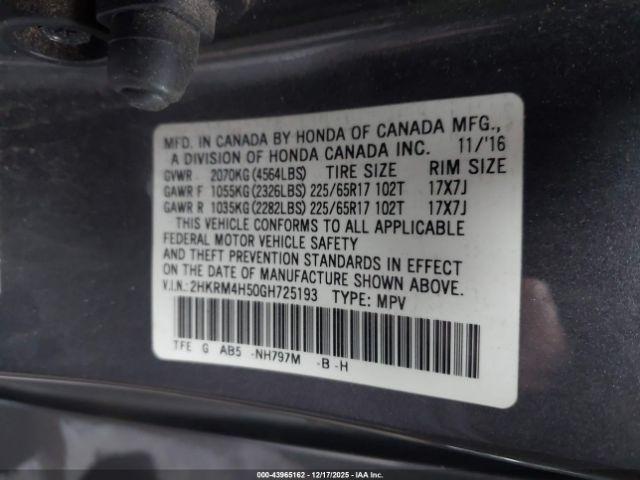 MFD. IN CANADA BY HONDA OF CANADA MFG.,
A DIVISION OF HONDA CANADA INC. 11/'16
GVWR 2070KG(4564LBS) TIRE SIZE RIM SIZE
GAWR F 1055KG(2326LBS) 225/65R17 102T 17X7J
GAWR R 1035KG(2282LBS) 225/65R17 102T 17X7J
THIS VEHICLE CONFORMS TO ALL APPLICABLE
FEDERAL MOTOR VEHICLE SAFETY
AND THEFT PREVENTION STANDARDS IN EFFECT
ON THE DATE OF MANUFACTURE SHOWN ABOVE.
V.I.N.: 2HKRM4H50GH725193 TYPE: MPV
TFE G AB5 -NH797M -B -H
000-43965162 - 12/17/2025 - IAA Inc.